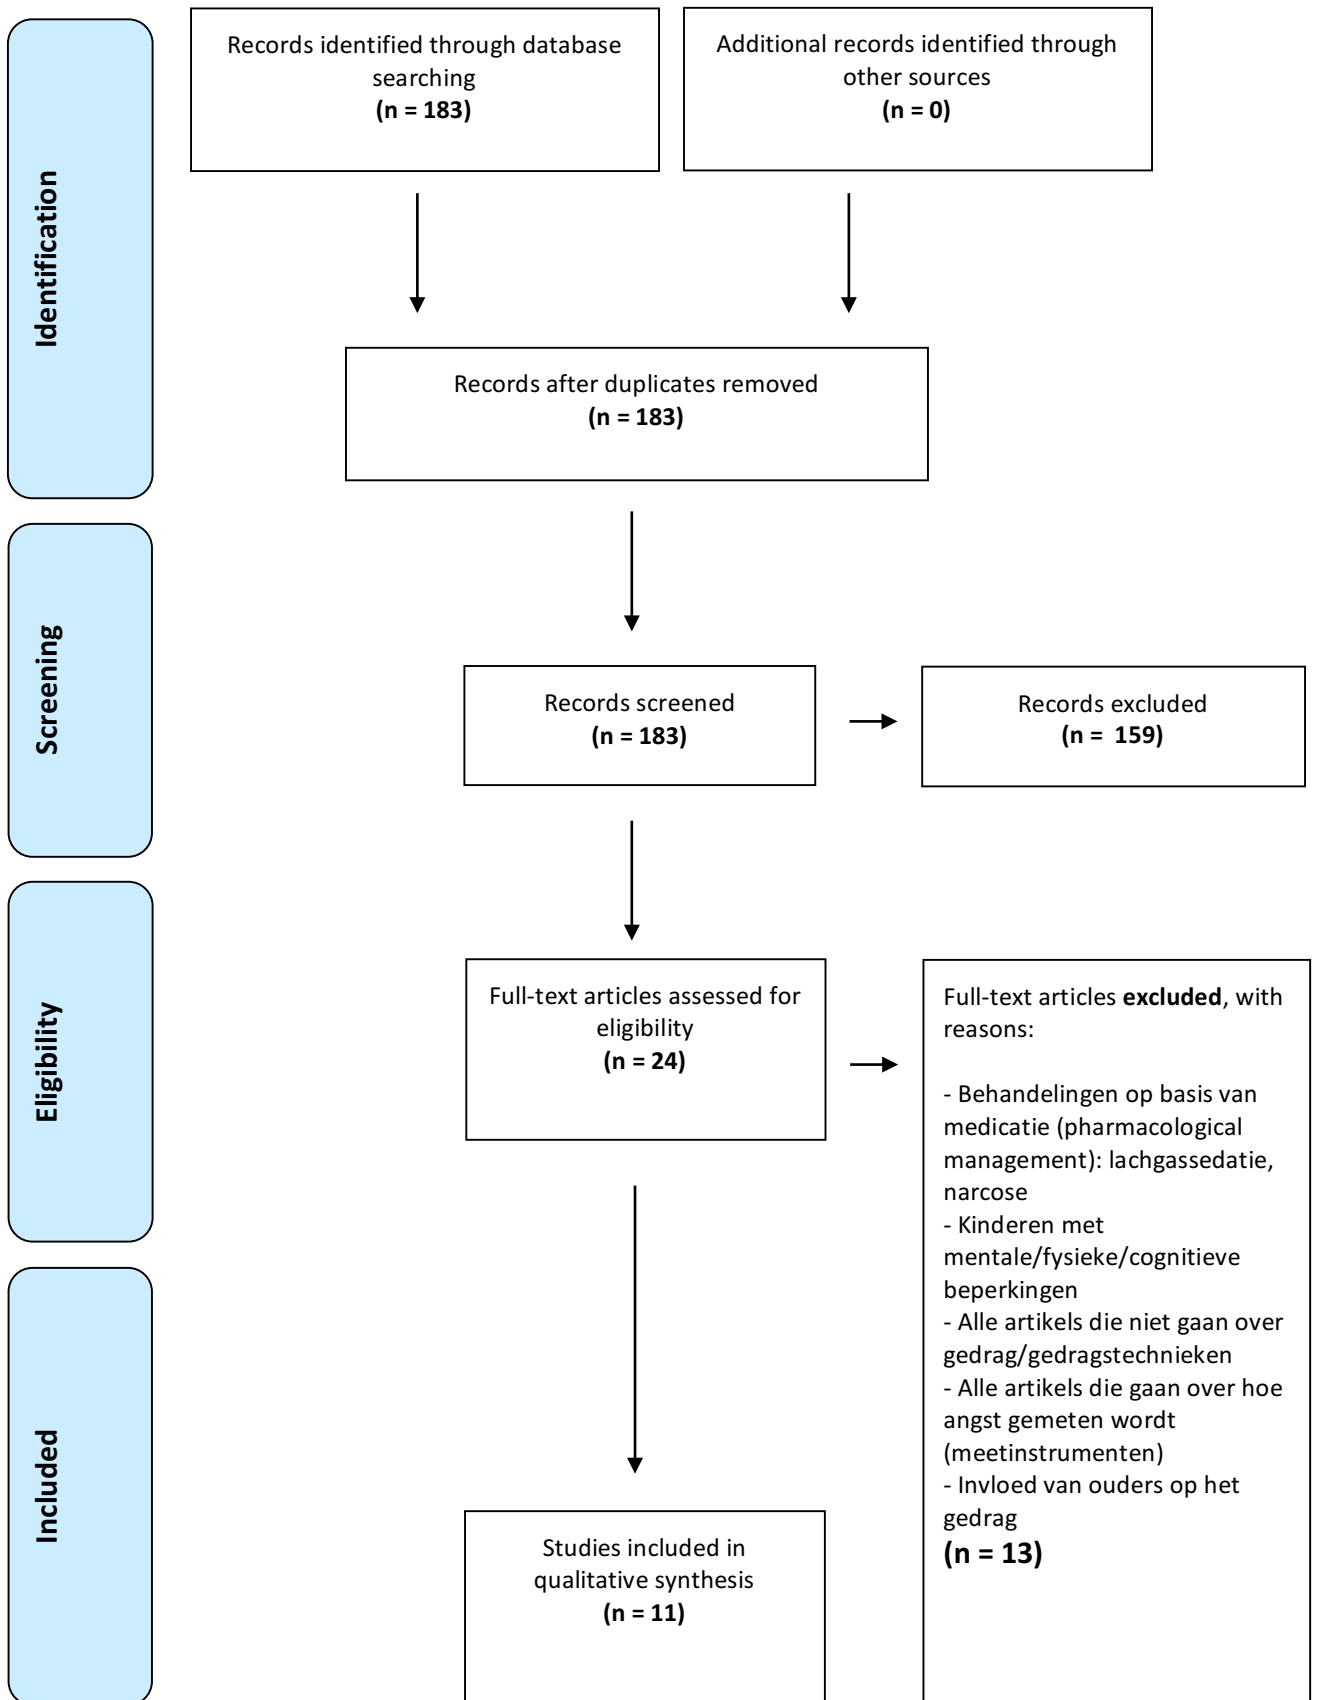 Identification
Records identified through database
searching
(n = 183)
Additional records identified through
other sources
(n = 0)
Records after duplicates removed
(n = 183)
Screening
Records screened
(n = 183)
Records excluded
(n =  159)
Eligibility
Full-text articles assessed for
eligibility
(n = 24)
Full-text articles excluded, with
reasons:
- Behandelingen op basis van
medicatie (pharmacological
management): lachgassedatie,
narcose
- Kinderen met
mentale/fysieke/cognitieve
beperkingen
- Alle artikels die niet gaan over
gedrag/gedragstechnieken
- Alle artikels die gaan over hoe
angst gemeten wordt
(meetinstrumenten)
- Invloed van ouders op het
gedrag
(n = 13)
Included
Studies included in
qualitative synthesis
(n = 11)